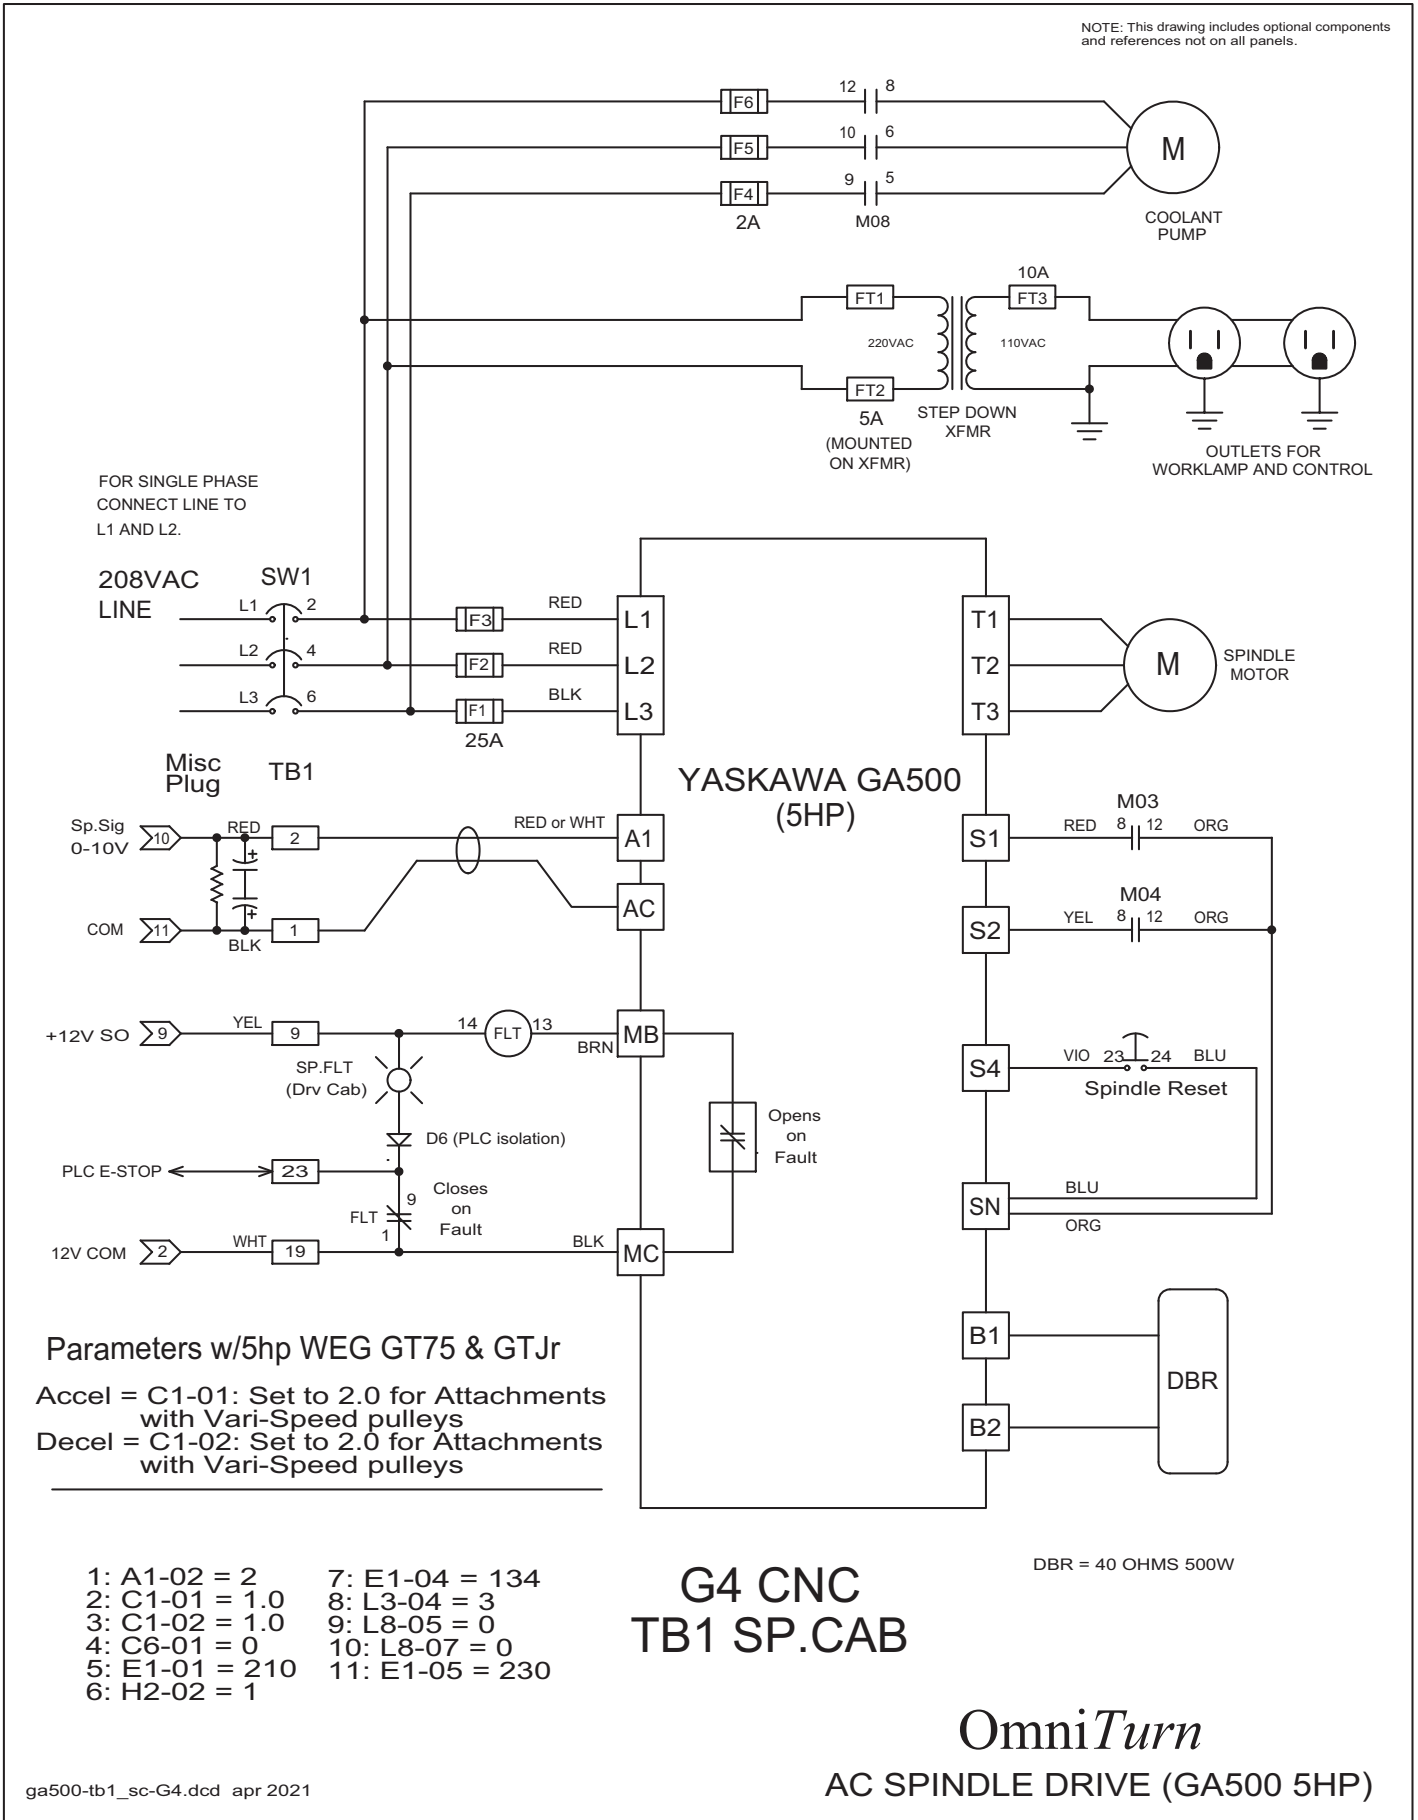 NOTE: This drawing includes optional components
and references not on all panels.
F6
12
8
F5
10
6
F4
9
5
2A
M08
M
COOLANT
PUMP
FT1
10A
FT3
220VAC
110VAC
FT2
5A
(MOUNTED
ON XFMR)
STEP DOWN
XFMR
OUTLETS FOR
WORKLAMP AND CONTROL
FOR SINGLE PHASE
CONNECT LINE TO
L1 AND L2.
208VAC
LINE
SW1
L1
2
F3
RED
L1
L2
4
F2
RED
L2
L3
6
F1
BLK
L3
25A
T1
T2
T3
M
SPINDLE
MOTOR
YASKAWA GA500
(5HP)
Misc
Plug
TB1
Sp.Sig
0-10V
10
RED
2
RED or WHT
A1
+
+
COM
11
BLK
1
AC
S1
RED
8
M03
12
ORG
S2
YEL
8
M04
12
ORG
+12V SO
9
YEL
9
14
FLT
13
BRN
MB
SP.FLT
(Drv Cab)
D6 (PLC isolation)
PLC E-STOP
23
FLT
9
1
Closes
on
Fault
12V COM
2
WHT
19
BLK
MC
Opens
on
Fault
S4
VIO
23
24
BLU
Spindle Reset
SN
BLU
ORG
B1
B2
DBR
Parameters w/5hp WEG GT75 & GTJr
Accel = C1-01: Set to 2.0 for Attachments
with Vari-Speed pulleys
Decel = C1-02: Set to 2.0 for Attachments
with Vari-Speed pulleys
1: A1-02 = 2
2: C1-01 = 1.0
3: C1-02 = 1.0
4: C6-01 = 0
5: E1-01 = 210
6: H2-02 = 1
7: E1-04 = 134
8: L3-04 = 3
9: L8-05 = 0
10: L8-07 = 0
11: E1-05 = 230
G4 CNC
TB1 SP.CAB
DBR = 40 OHMS 500W
OmniTurn
AC SPINDLE DRIVE (GA500 5HP)
ga500-tb1_sc-G4.dcd apr 2021